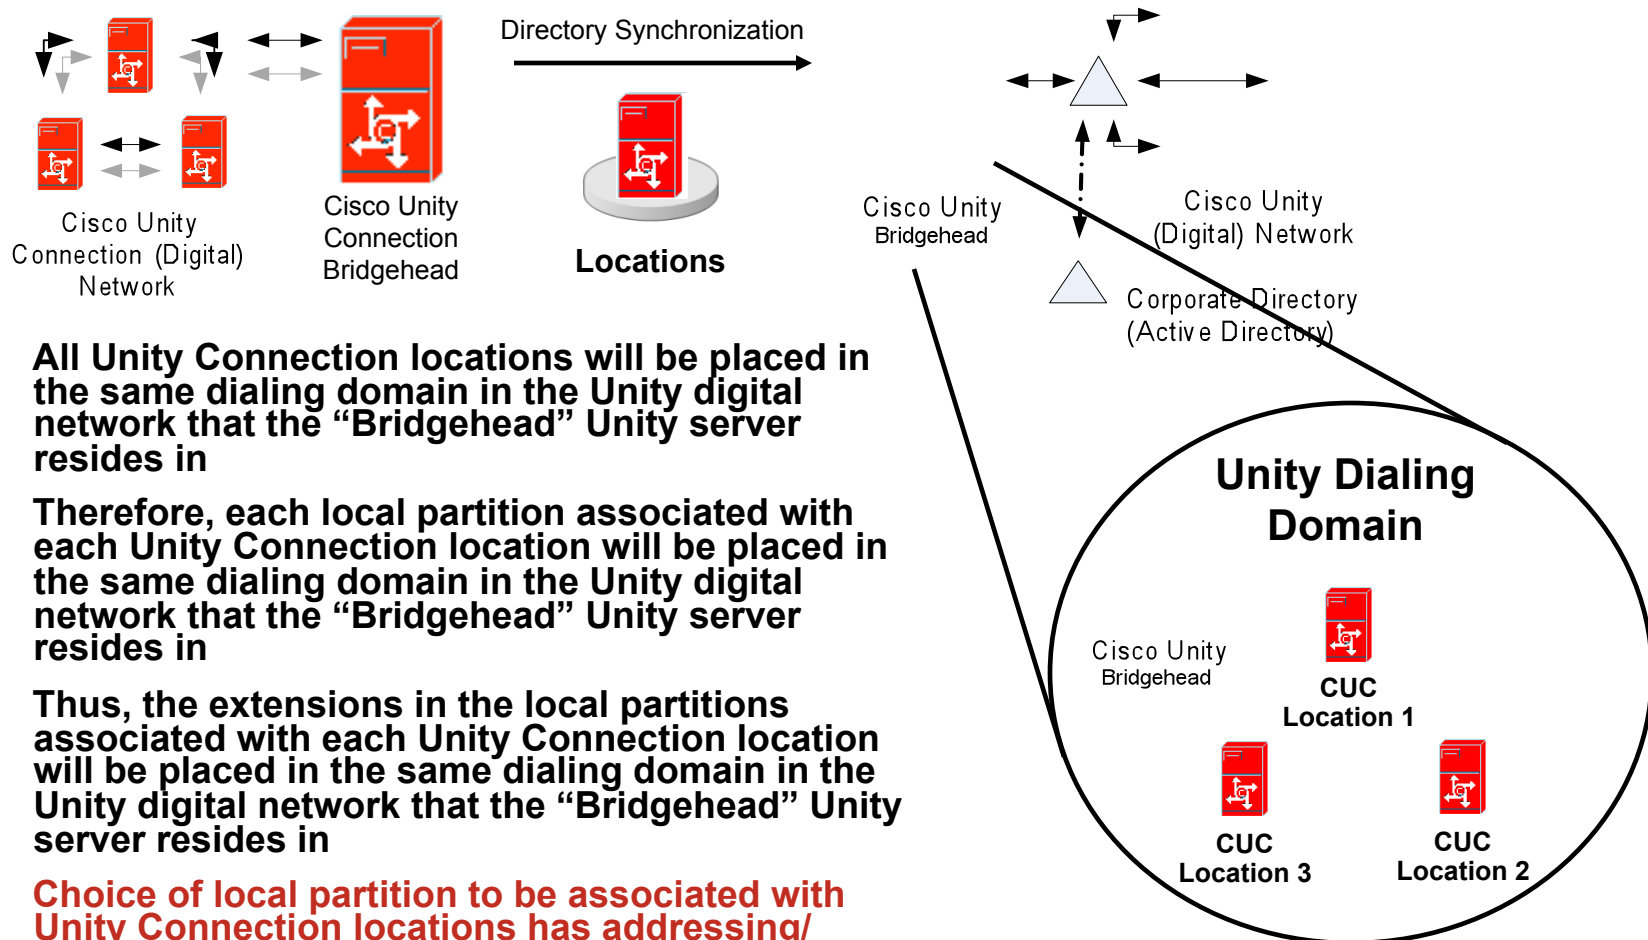 Directory Synchronization
Cisco Unity
Connection (Digital)
Network
Cisco Unity
Connection
Bridgehead
Locations
Cisco Unity
Bridgehead
Cisco Unity
(Digital) Network
Corporate Directory
(Active Directory)
All Unity Connection locations will be placed in
the same dialing domain in the Unity digital
network that the “Bridgehead” Unity server
resides in
Therefore, each local partition associated with
each Unity Connection location will be placed in
the same dialing domain in the Unity digital
network that the “Bridgehead” Unity server
resides in
Thus, the extensions in the local partitions
associated with each Unity Connection location
will be placed in the same dialing domain in the
Unity digital network that the “Bridgehead” Unity
server resides in
Choice of local partition to be associated with
Unity Connection locations has addressing/
Unity Dialing
Domain
Cisco Unity
Bridgehead
CUC
Location 1
CUC
Location 3
CUC
Location 2